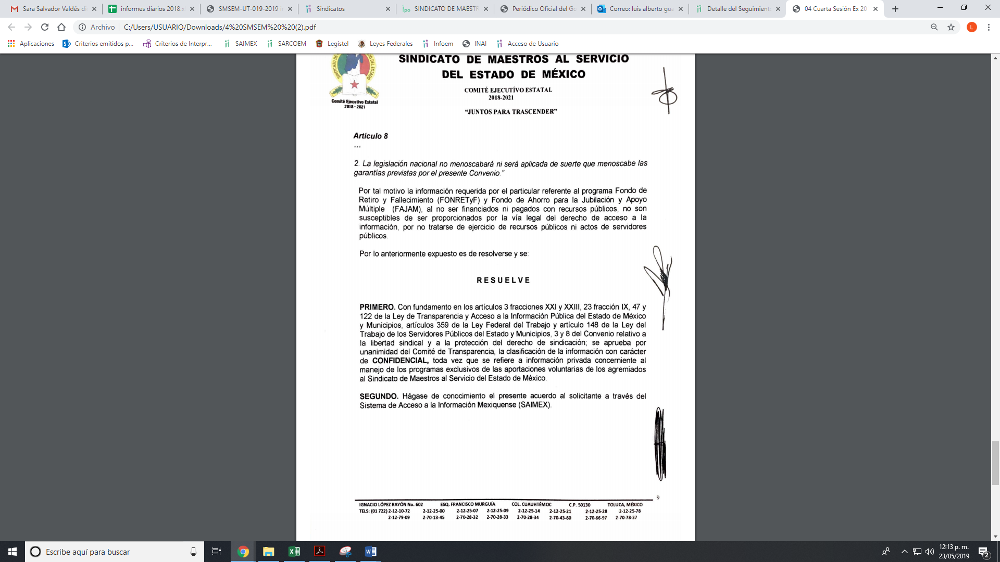 Sara Salvador Valdés di
informes diarios 2018.x
SMSEM-UT-019-2019 i
Sindicatos
SINDICATO DE MAESTR
Periódico Oficial del Go
Correo: luis alberto gua
Detalle del Seguimient
04 Cuarta Sesión Ex 20
Archivo C:/Users/USUARIO/Downloads/4%20SMSEM%20%20(2).pdf
L
Aplicaciones Criterios emitidos p... Criterios de Interpr... SAIMEX SARCOEM Legistel Leyes Federales Infoem INAI Acceso de Usuario
SINDICATO DE MAESTROS AL SERVICIO
DEL ESTADO DE MÉXICO
COMITÉ EJECUTÍVO ESTATAL
2018-2021
“JUNTOS PARA TRASCENDER”
Comité Ejecutivo Estatal
2018 - 2021
Artículo 8
...
2. La legislación nacional no menoscabará ni será aplicada de suerte que menoscabe las
garantías previstas por el presente Convenio.”
Por tal motivo la información requerida por el particular referente al programa Fondo de
Retiro y Fallecimiento (FONRETyF) y Fondo de Ahorro para la Jubilación y Apoyo
Múltiple (FAJAM), al no ser financiados ni pagados con recursos públicos, no son
susceptibles de ser proporcionados por la vía legal del derecho de acceso a la
información, por no tratarse de ejercicio de recursos públicos ni actos de servidores
públicos.
Por lo anteriormente expuesto es de resolverse y se:
R E S U E L V E
PRIMERO. Con fundamento en los artículos 3 fracciones XXI y XXIII, 23 fracción IX, 47 y
122 de la Ley de Transparencia y Acceso a la Información Pública del Estado de México
y Municipios, artículos 359 de la Ley Federal del Trabajo y artículo 148 de la Ley del
Trabajo de los Servidores Públicos del Estado y Municipios, 3 y 8 del Convenio relativo a
la libertad sindical y a la protección del derecho de sindicación; se aprueba por
unanimidad del Comité de Transparencia, la clasificación de la información con carácter
de CONFIDENCIAL, toda vez que se refiere a información privada concerniente al
manejo de los programas exclusivos de las aportaciones voluntarias de los agremiados
al Sindicato de Maestros al Servicio del Estado de México.
SEGUNDO. Hágase de conocimiento el presente acuerdo al solicitante a través del
Sistema de Acceso a la Información Mexiquense (SAIMEX).
9
IGNACIO LÓPEZ RAYÓN No. 602 ESQ. FRANCISCO MURGUÍA COL. CUAUHTÉMOC C.P. 50130 TOLUCA, MÉXICO
TELS: (01 722) 2-12-10-72 2-12-25-00 2-12-25-07 2-12-25-09 2-12-25-14 2-12-25-21 2-12-25-28 2-12-25-78
2-12-79-09 2-70-13-45 2-70-28-32 2-70-28-33 2-70-28-34 2-70-43-80 2-70-66-97 2-70-78-37
Escribe aquí para buscar
12:13 p. m.
23/05/2019
2